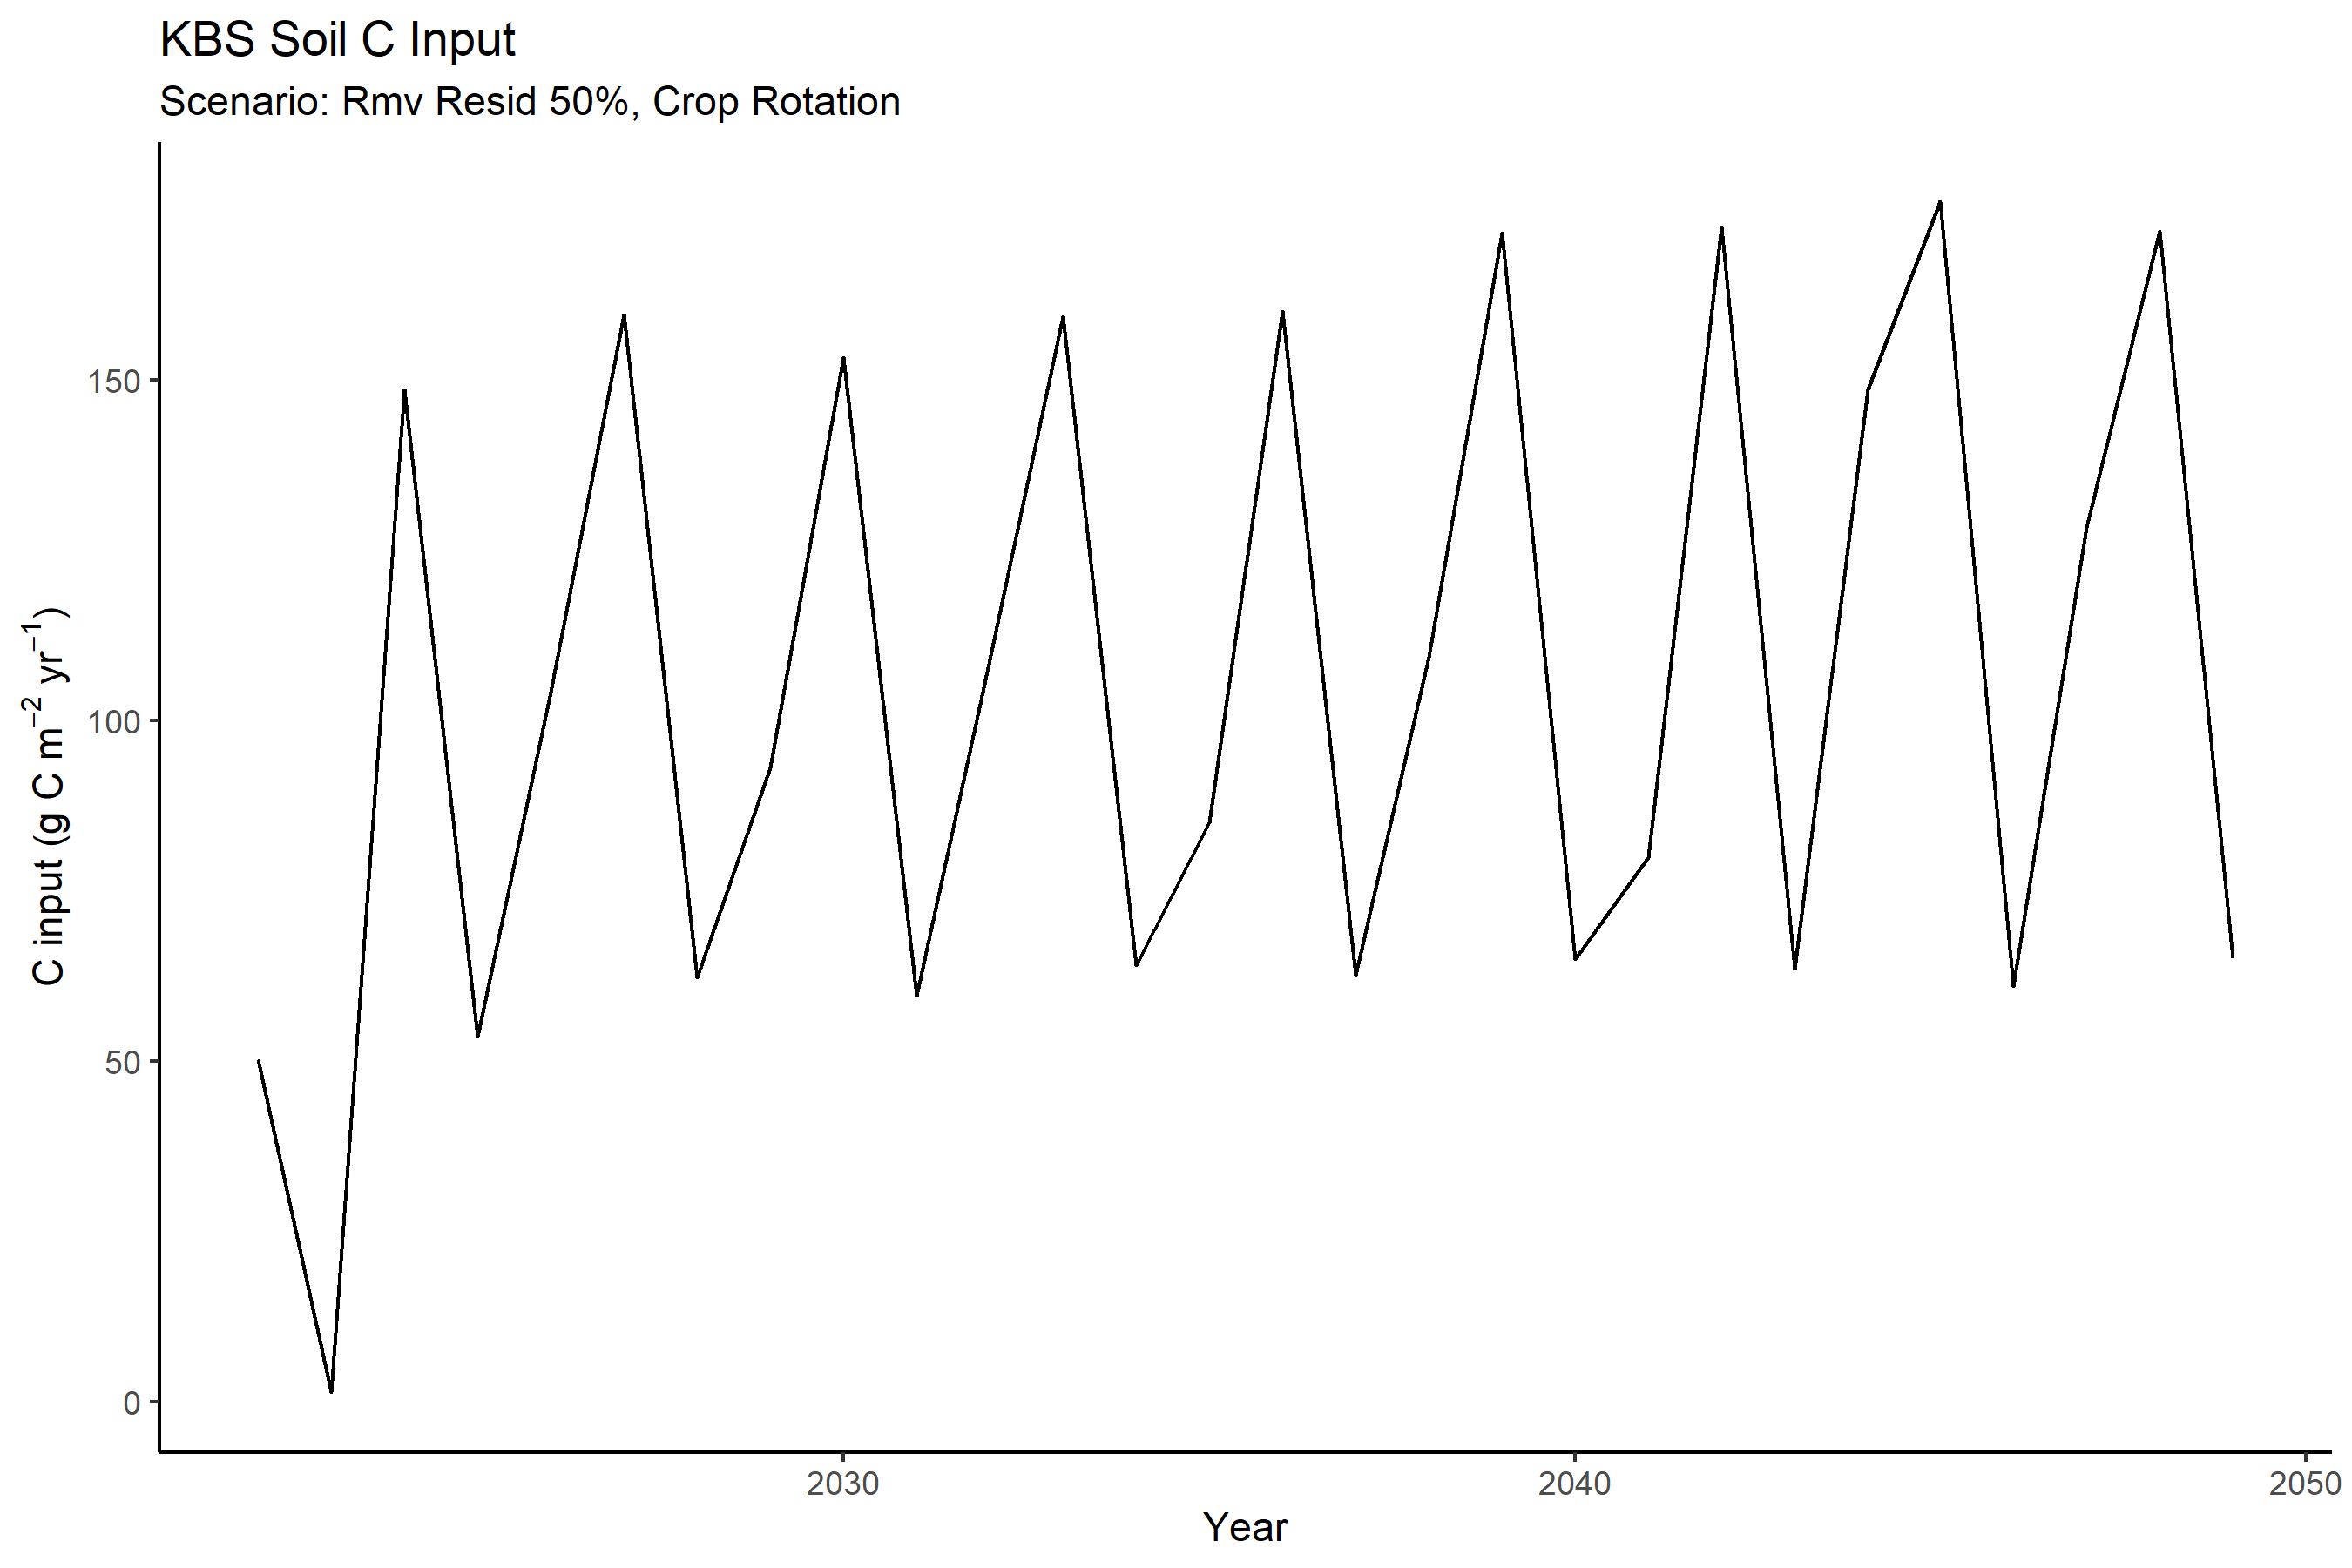 KBS Soil C Input
Scenario: Rmv Resid 50%, Crop Rotation
C input (g C m⁻² yr⁻¹)
150
100
50
0
2030
2040
2050
Year